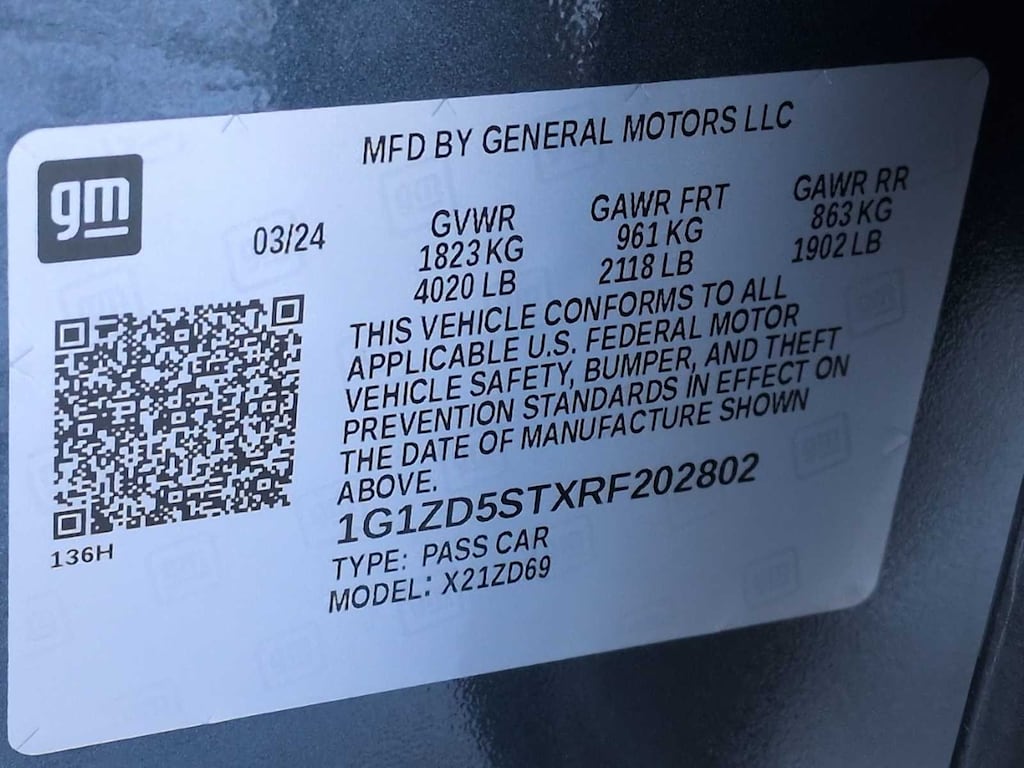 MFD BY GENERAL MOTORS LLC
gm
03/24
GVWR
1823 KG
4020 LB
GAWR FRT
961 KG
2118 LB
GAWR RR
863 KG
1902 LB
THIS VEHICLE CONFORMS TO ALL
APPLICABLE U.S. FEDERAL MOTOR
VEHICLE SAFETY, BUMPER, AND THEFT
PREVENTION STANDARDS IN EFFECT ON
THE DATE OF MANUFACTURE SHOWN
ABOVE.
1G1ZD5STXRF202802
TYPE: PASS CAR
MODEL: X21ZD69
136H